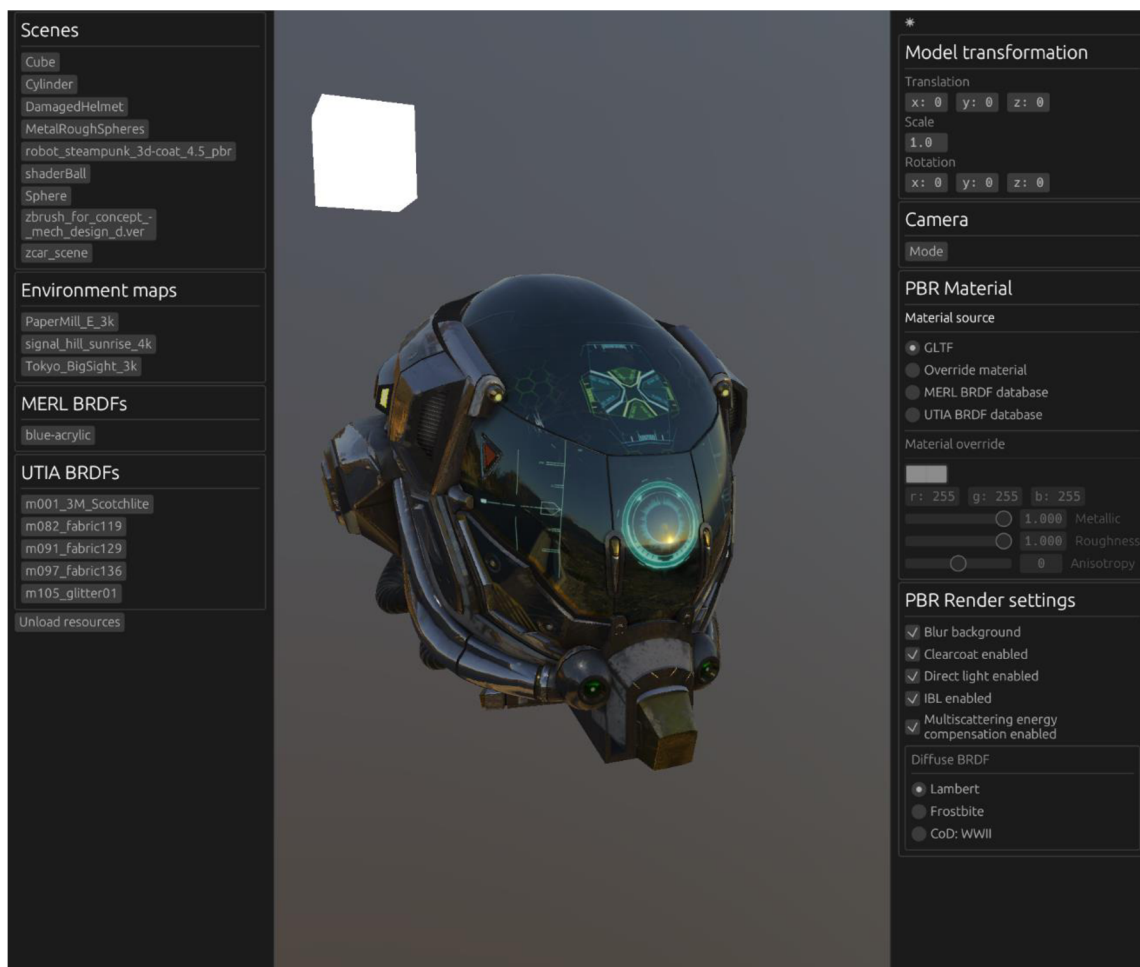 Scenes
Cube
Cylinder
DamagedHelmet
MetalRoughSpheres
robot_steampunk_3d-coat_4.5_pbr
shaderBall
Sphere
zbrush_for_concept_-
_mech_design_d.ver
zcar_scene
Environment maps
PaperMill_E_3k
signal_hill_sunrise_4k
Tokyo_BigSight_3k
MERL BRDFs
blue-acrylic
UTIA BRDFs
m001_3M_Scotchlite
m082_fabric119
m091_fabric129
m097_fabric136
m105_glitter01
Unload resources
Model transformation
Translation
x: 0 y: 0 z: 0
Scale
1.0
Rotation
x: 0 y: 0 z: 0
Camera
Mode
PBR Material
Material source
GLTF
Override material
MERL BRDF database
UTIA BRDF database
Material override
r: 255 g: 255 b: 255
1.000 Metallic
1.000 Roughness
0 Anisotropy
PBR Render settings
Blur background
Clearcoat enabled
Direct light enabled
IBL enabled
Multiscattering energy
compensation enabled
Diffuse BRDF
Lambert
Frostbite
CoD: WWII